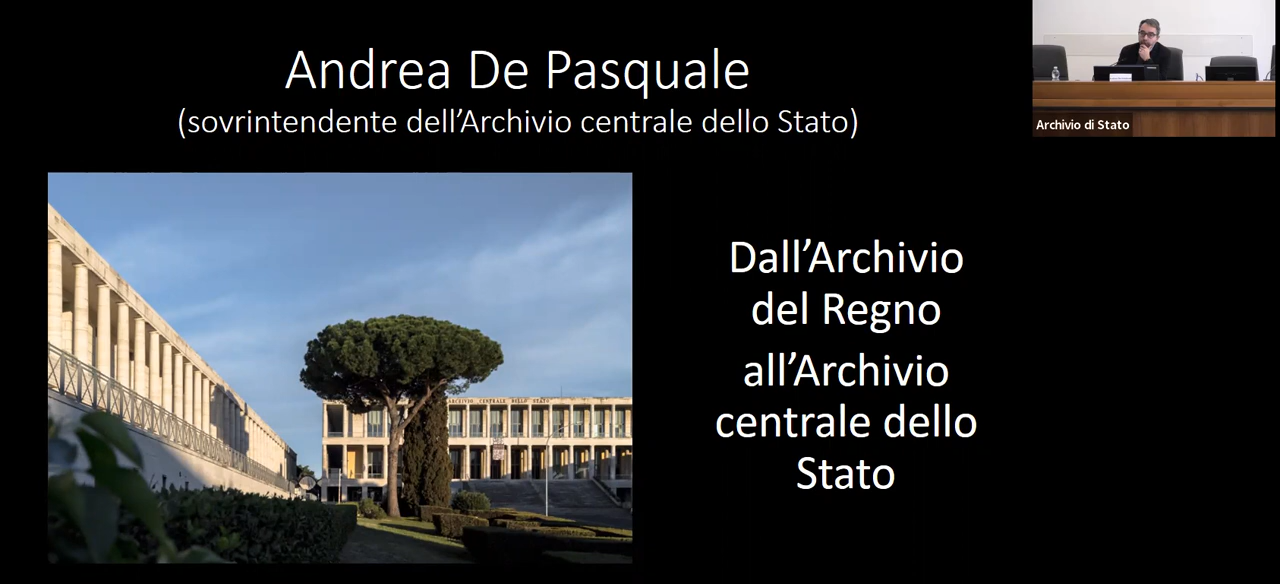 Andrea De Pasquale
(sovrintendente dell’Archivio centrale dello Stato)
Archivio di Stato
ARCHIVIO CENTRALE DELLO STATO
Dall’Archivio
del Regno
all’Archivio
centrale dello
Stato